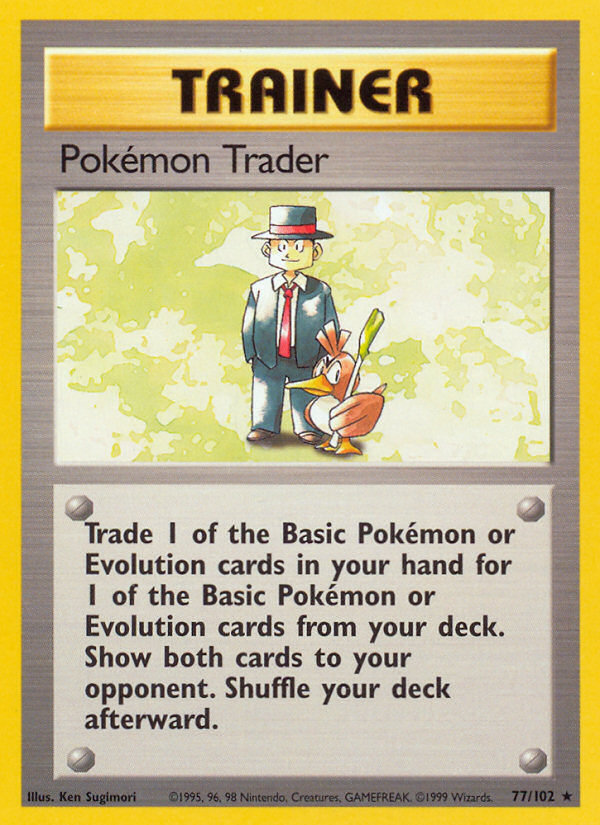 TRAINER
Pokémon Trader
Trade 1 of the Basic Pokémon or
Evolution cards in your hand for
1 of the Basic Pokémon or
Evolution cards from your deck.
Show both cards to your
opponent. Shuffle your deck
afterward.
Illus. Ken Sugimori ©1995, 96, 98 Nintendo, Creatures, GAMEFREAK. ©1999 Wizards. 77/102 ★